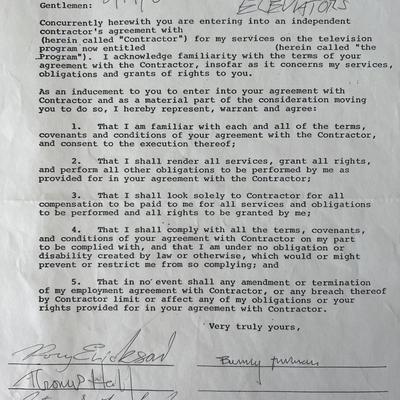 Gentlemen:
ELEVATORS
Concurrently herewith you are entering into an independent
contractor's agreement with
(herein called "Contractor") for my services on the television
program now entitled (herein called "the
Program"). I acknowledge familiarity with the terms of your
agreement with the Contractor, insofar as it concerns my services,
obligations and grants of rights to you.
As an inducement to you to enter into your agreement with
Contractor and as a material part of the consideration moving
you to do so, I hereby represent, warrant and agree:
1. That I am familiar with each and all of the terms,
covenants and conditions of your agreement with the Contractor,
and consent to the execution thereof;
2. That I shall render all services, grant all rights,
and perform all other obligations to be performed by me as
provided for in your agreement with the Contractor;
3. That I shall look solely to Contractor for all
compensation to be paid to me for all services and obligations
to be performed and all rights to be granted by me;
4. That I shall comply with all the terms, covenants,
and conditions of your agreement with Contractor on my part
to be complied with, and that I am under no obligation or
disability created by law or otherwise, which would or might
prevent or restrict me from so complying; and
5. That in no event shall any amendment or termination
of my employment agreement with Contractor, or any breach thereof
by Contractor limit or affect any of my obligations or your
rights provided for in your agreement with Contractor.
Very truly yours,
Rory Erickson